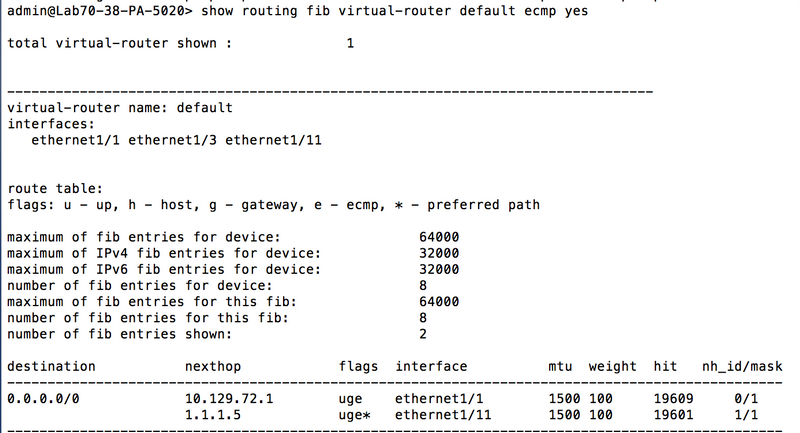 admin@Lab70-38-PA-5020> show routing fib virtual-router default ecmp yes
total virtual-router shown : 1
--------------------------------------------------------------------------------
virtual-router name: default
interfaces:
ethernet1/1 ethernet1/3 ethernet1/11
route table:
flags: u - up, h - host, g - gateway, e - ecmp, * - preferred path
maximum of fib entries for device: 64000
maximum of IPv4 fib entries for device: 32000
maximum of IPv6 fib entries for device: 32000
number of fib entries for device: 8
maximum of fib entries for this fib: 64000
number of fib entries for this fib: 8
number of fib entries shown: 2
destination nexthop flags interface mtu weight hit nh_id/mask
--------------------------------------------------------------------------------
0.0.0.0/0 10.129.72.1 uge ethernet1/1 1500 100 19609 0/1
1.1.1.5 uge* ethernet1/11 1500 100 19601 1/1
--------------------------------------------------------------------------------